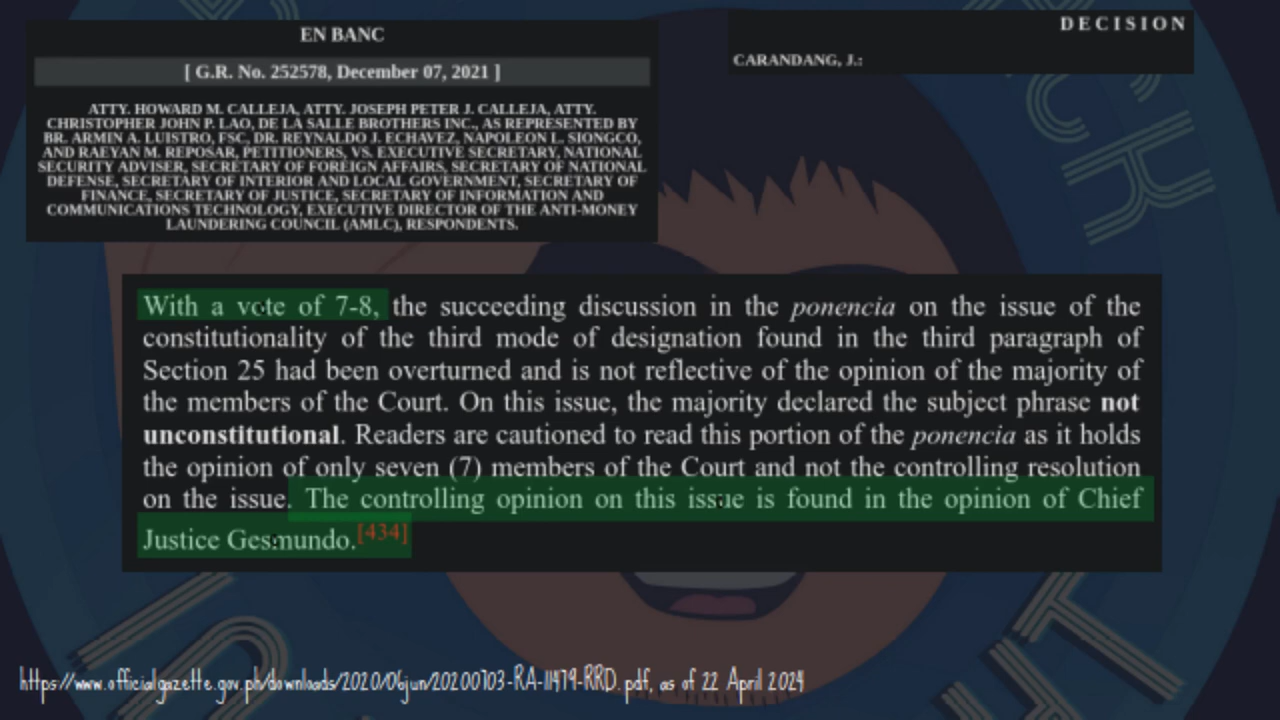 EN BANC
[ G.R. No. 252578, December 07, 2021 ]
ATTY. HOWARD M. CALLEJA, ATTY. JOSEPH PETER J. CALLEJA, ATTY.
CHRISTOPHER JOHN P. LAO, DE LA SALLE BROTHERS INC., AS REPRESENTED BY
BR. ARMIN A. LUISTRO, FSC, DR. REYNALDO J. ECHAVEZ, NAPOLEON L. SIONGCO,
AND RAEYAN M. REPOSAR, PETITIONERS, VS. EXECUTIVE SECRETARY, NATIONAL
SECURITY ADVISER, SECRETARY OF FOREIGN AFFAIRS, SECRETARY OF NATIONAL
DEFENSE, SECRETARY OF INTERIOR AND LOCAL GOVERNMENT, SECRETARY OF
FINANCE, SECRETARY OF JUSTICE, SECRETARY OF INFORMATION AND
COMMUNICATIONS TECHNOLOGY, EXECUTIVE DIRECTOR OF THE ANTI-MONEY
LAUNDERING COUNCIL (AMLC), RESPONDENTS.
DECISION
CARANDANG, J.:
With a vote of 7-8, the succeeding discussion in the ponencia on the issue of the
constitutionality of the third mode of designation found in the third paragraph of
Section 25 had been overturned and is not reflective of the opinion of the majority of
the members of the Court. On this issue, the majority declared the subject phrase not
unconstitutional. Readers are cautioned to read this portion of the ponencia as it holds
the opinion of only seven (7) members of the Court and not the controlling resolution
on the issue. The controlling opinion on this issue is found in the opinion of Chief
Justice Gesmundo.[434]
https://www.officialgazette.gov.ph/downloads/2020/06jun/20200703-RA-11479-RRD.pdf, as of 22 April 2024